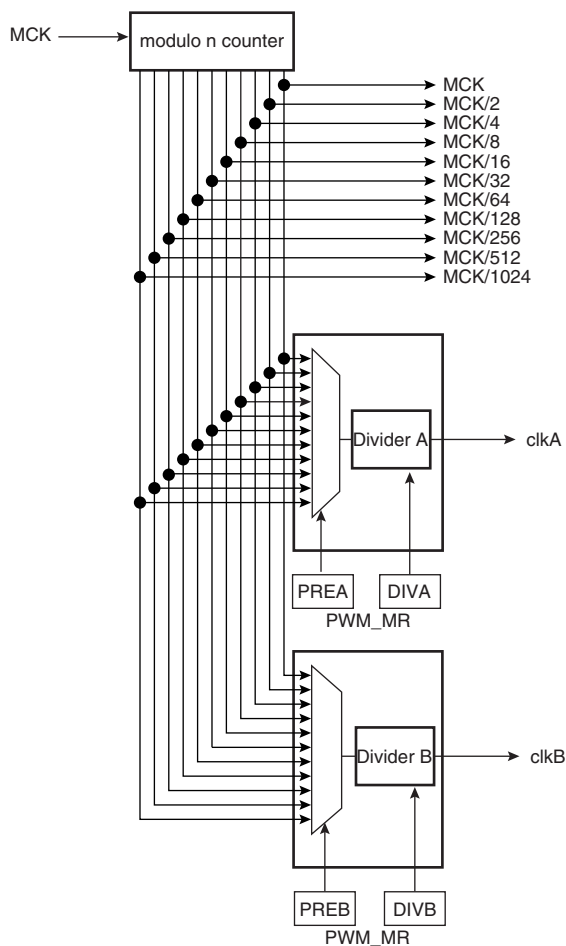 MCK
modulo n counter
MCK
MCK/2
MCK/4
MCK/8
MCK/16
MCK/32
MCK/64
MCK/128
MCK/256
MCK/512
MCK/1024
Divider A
clkA
PREA
DIVA
PWM_MR
Divider B
clkB
PREB
DIVB
PWM_MR